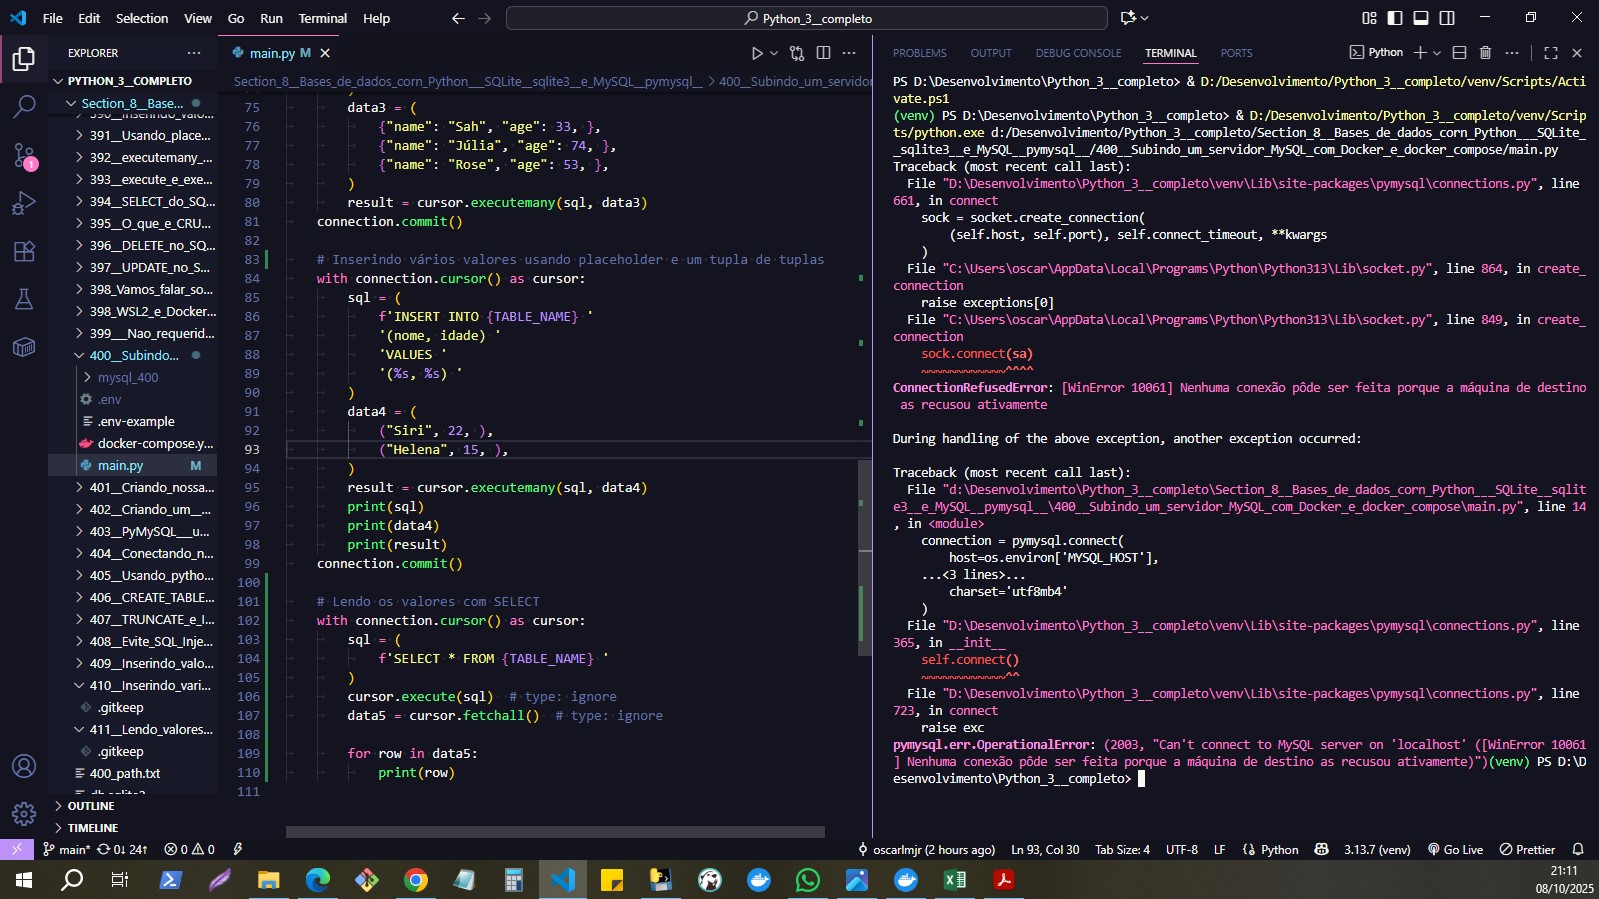 File Edit Selection View Go Run Terminal Help
Python_3__completo
EXPLORER
PYTHON_3__COMPLETO
Section_8__Base...
391__Usando_place...
392__executemany_...
393__execute_e_exe...
394__SELECT_do_SQ...
395__O_que_e_CRU...
396__DELETE_no_SQ...
397__UPDATE_no_S...
398_Vamos_falar_so...
398_WSL2_e_Docker...
399___Nao_requerid...
400__Subindo...
mysql_400
.env
.env-example
docker-compose.y...
main.py M
401__Criando_nossa...
402__Criando_um__...
403__PyMySQL___u...
404__Conectando_n...
405__Usando_pytho...
406__CREATE_TABLE...
407__TRUNCATE_e_I...
408__Evite_SQL_Inje...
409__Inserindo_valo...
410__Inserindo_vari...
.gitkeep
411__Lendo_valores...
.gitkeep
400_path.txt
OUTLINE
TIMELINE
main.py M
Section_8__Bases_de_dados_corn_Python___SQLite__sqlite3__e_MySQL__pymysql__ > 400__Subindo_um_servidor
75 data3 = (
76 {"name": "Sah", "age": 33, },
77 {"name": "Júlia", "age": 74, },
78 {"name": "Rose", "age": 53, },
79 )
80 result = cursor.executemany(sql, data3)
81 connection.commit()
82
83 # Inserindo vários valores usando placeholder e um tupla de tuplas
84 with connection.cursor() as cursor:
85 sql = (
86 f'INSERT INTO {TABLE_NAME} '
87 '(nome, idade) '
88 'VALUES '
89 '(%s, %s) '
90 )
91 data4 = (
92 ("Siri", 22, ),
93 ("Helena", 15, ),
94 )
95 result = cursor.executemany(sql, data4)
96 print(sql)
97 print(data4)
98 print(result)
99 connection.commit()
100
101 # Lendo os valores com SELECT
102 with connection.cursor() as cursor:
103 sql = (
104 f'SELECT * FROM {TABLE_NAME} '
105 )
106 cursor.execute(sql) # type: ignore
107 data5 = cursor.fetchall() # type: ignore
108
109 for row in data5:
110 print(row)
111
PROBLEMS OUTPUT DEBUG CONSOLE TERMINAL PORTS
Python
PS D:\Desenvolvimento\Python_3__completo> & D:/Desenvolvimento/Python_3__completo/venv/Scripts/Acti
vate.ps1
(venv) PS D:\Desenvolvimento\Python_3__completo> & D:/Desenvolvimento/Python_3__completo/venv/Scrip
ts/python.exe d:/Desenvolvimento/Python_3__completo/Section_8__Bases_de_dados_corn_Python___SQLite_
_sqlite3__e_MySQL__pymysql__/400__Subindo_um_servidor_MySQL_com_Docker_e_docker_compose/main.py
Traceback (most recent call last):
File "D:\Desenvolvimento\Python_3__completo\venv\Lib\site-packages\pymysql\connections.py", line
661, in connect
sock = socket.create_connection(
(self.host, self.port), self.connect_timeout, **kwargs
)
File "C:\Users\oscar\AppData\Local\Programs\Python\Python313\Lib\socket.py", line 864, in create_
connection
raise exceptions[0]
File "C:\Users\oscar\AppData\Local\Programs\Python\Python313\Lib\socket.py", line 849, in create_
connection
sock.connect(sa)
~~~~~~~~~~~~^^^^
ConnectionRefusedError: [WinError 10061] Nenhuma conexão pôde ser feita porque a máquina de destino
as recusou ativamente
During handling of the above exception, another exception occurred:
Traceback (most recent call last):
File "d:\Desenvolvimento\Python_3__completo\Section_8__Bases_de_dados_corn_Python___SQLite__sqlit
e3__e_MySQL__pymysql__\400__Subindo_um_servidor_MySQL_com_Docker_e_docker_compose\main.py", line 14
, in <module>
connection = pymysql.connect(
host=os.environ['MYSQL_HOST'],
...<3 lines>...
charset='utf8mb4'
)
File "D:\Desenvolvimento\Python_3__completo\venv\Lib\site-packages\pymysql\connections.py", line
365, in __init__
self.connect()
~~~~~~~~~~~~^^
File "D:\Desenvolvimento\Python_3__completo\venv\Lib\site-packages\pymysql\connections.py", line
723, in connect
raise exc
pymysql.err.OperationalError: (2003, "Can't connect to MySQL server on 'localhost' ([WinError 10061
] Nenhuma conexão pôde ser feita porque a máquina de destino as recusou ativamente)")(venv) PS D:\D
esenvolvimento\Python_3__completo>
main* 0↓ 24↑ 0 0
oscarlmjr (2 hours ago) Ln 93, Col 30 Tab Size: 4 UTF-8 LF Python 3.13.7 (venv) Go Live Prettier
21:11
08/10/2025